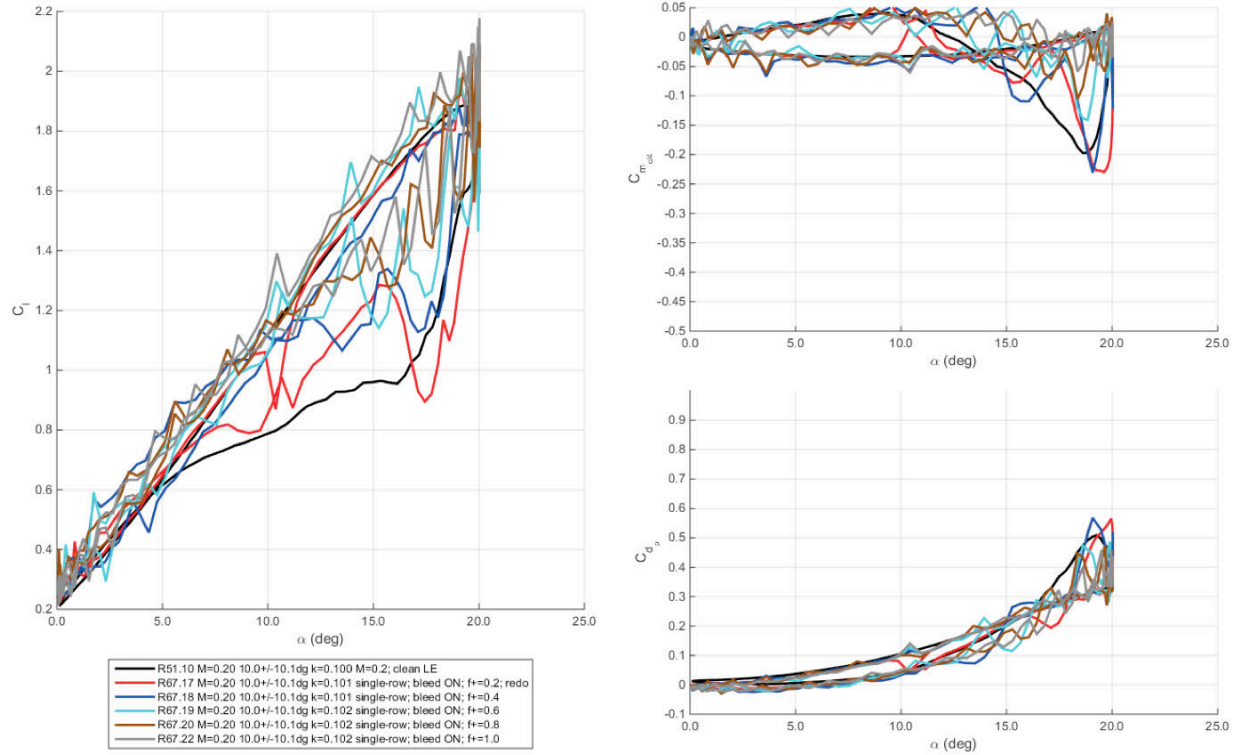 2.2
2
1.8
1.6
1.4
1.2
1
0.8
0.6
0.4
0.2
C_l
0.0 5.0 10.0 15.0 20.0 25.0
α (deg)
R51.10 M=0.20 10.0+/-10.1dg k=0.100 M=0.2; clean LE
R67.17 M=0.20 10.0+/-10.1dg k=0.101 single-row; bleed ON; f+=0.2; redo
R67.18 M=0.20 10.0+/-10.1dg k=0.101 single-row; bleed ON; f+=0.4
R67.19 M=0.20 10.0+/-10.1dg k=0.102 single-row; bleed ON; f+=0.6
R67.20 M=0.20 10.0+/-10.1dg k=0.102 single-row; bleed ON; f+=0.8
R67.22 M=0.20 10.0+/-10.1dg k=0.102 single-row; bleed ON; f+=1.0
0.05
0
-0.05
-0.1
-0.15
-0.2
-0.25
-0.3
-0.35
-0.4
-0.45
-0.5
0.0 5.0 10.0 15.0 20.0 25.0
α (deg)
0.9
0.8
0.7
0.6
0.5
0.4
0.3
0.2
0.1
0
-0.1
C_d_p
0.0 5.0 10.0 15.0 20.0 25.0
α (deg)